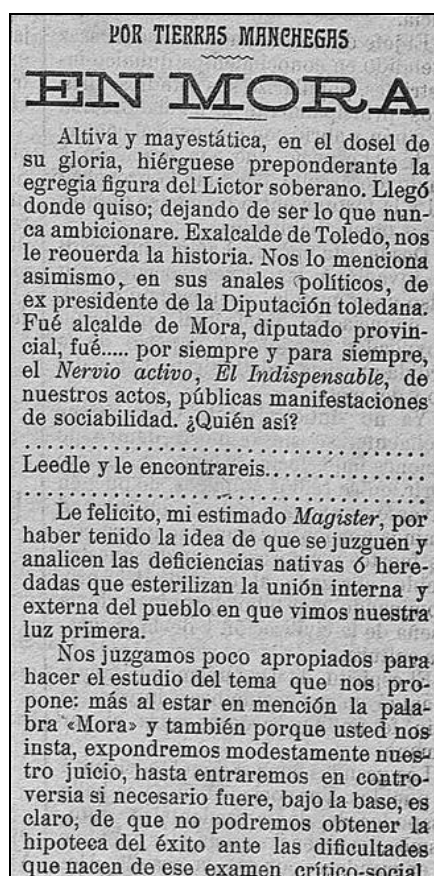 POR TIERRAS MANCHEGAS
EN MORA
Altiva y mayestática, en el dosel de
su gloria, hiérguese preponderante la
egregia figura del Lictor soberano. Llegó
donde quiso; dejando de ser lo que nun-
ca ambicionare. Exalcalde de Toledo, nos
le recuerda la historia. Nos lo menciona
asimismo, en sus anales políticos, de
ex presidente de la Diputación toledana.
Fué alcalde de Mora, diputado provin-
cial, fué..... por siempre y para siempre,
el Nervio activo, El Indispensable, de
nuestros actos, públicas manifestaciones
de sociabilidad. ¿Quién así?
Leedle y le encontrareis.................
Le felicito, mi estimado Magister, por
haber tenido la idea de que se juzguen y
analicen las deficiencias nativas ó here-
dadas que esterilizan la unión interna y
externa del pueblo en que vimos nuestra
luz primera.
Nos juzgamos poco apropiados para
hacer el estudio del tema que nos pro-
pone: más al estar en mención la pala-
bra «Mora» y también porque usted nos
insta, expondremos modestamente nues-
tro juicio, hasta entraremos en contro-
versia si necesario fuere, bajo la base, es
claro, de que no podremos obtener la
hipoteca del éxito ante las dificultades
que nacen de ese examen crítico-social